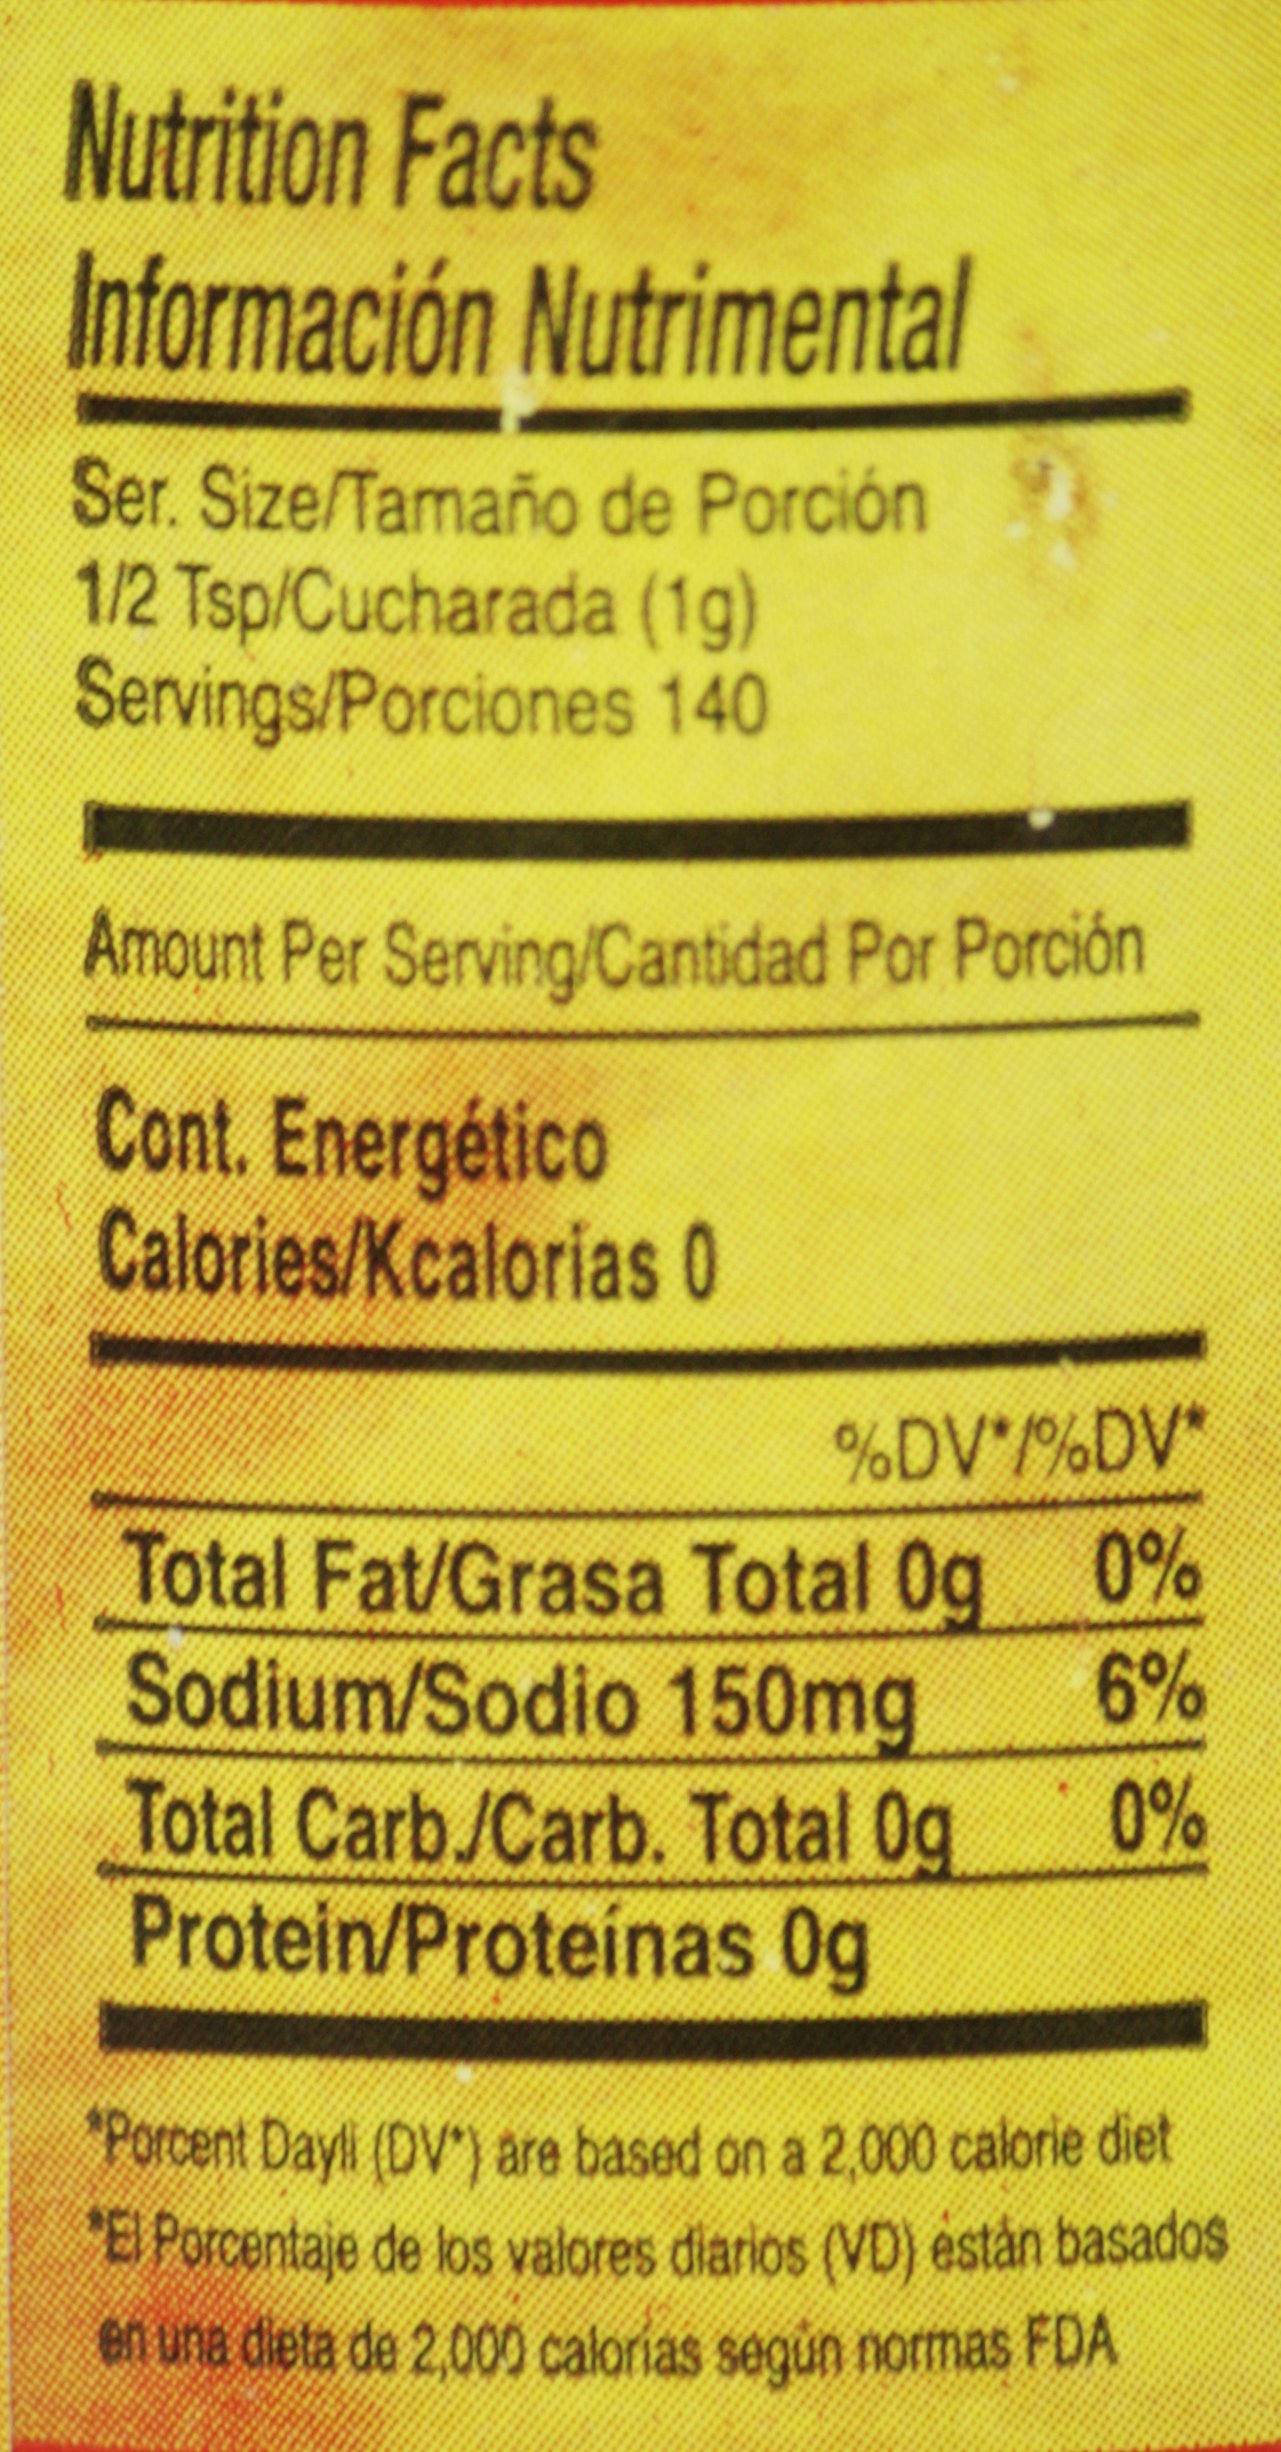 Nutrition Facts
Información Nutrimental
Ser. Size/Tamaño de Porción
1/2 Tsp/Cucharada (1g)
Servings/Porciones 140
Amount Per Serving/Cantidad Por Porción
Cont. Energético
Calories/Kcalorias 0
%DV*/%DV*
Total Fat/Grasa Total 0g 0%
Sodium/Sodio 150mg 6%
Total Carb./Carb. Total 0g 0%
Protein/Proteínas 0g
*Porcent Dayli (DV*) are based on a 2,000 calorie diet
*El Porcentaje de los valores diarios (VD) están basados
en una dieta de 2,000 calorías según normas FDA